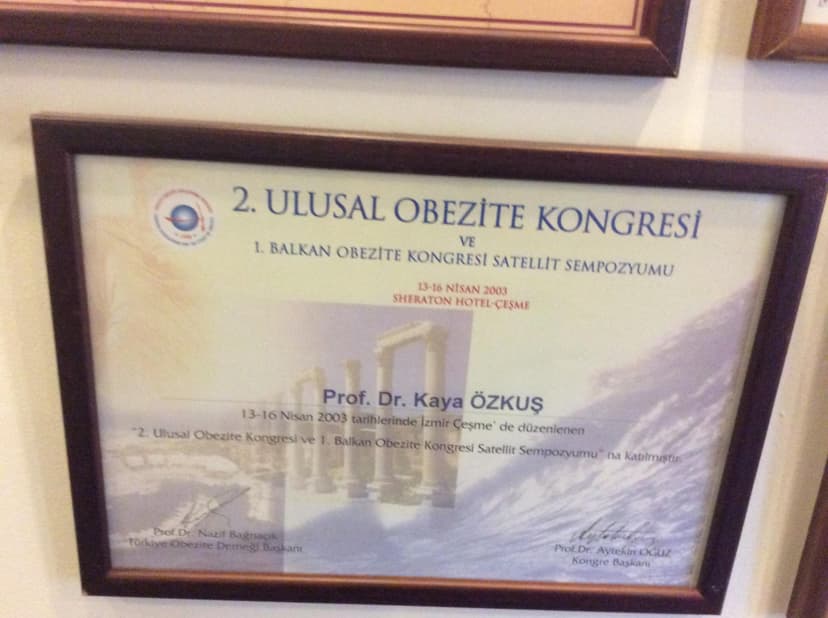 2. ULUSAL OBEZİTE KONGRESİ
VE
1. BALKAN OBEZİTE KONGRESİ SATELLİT SEMPOZYUMU
13-16 NİSAN 2003
SHERATON HOTEL-ÇEŞME
Prof. Dr. Kaya ÖZKUŞ
13-16 Nisan 2003 tarihlerinde İzmir Çeşme' de düzenlenen
"2. Ulusal Obezite Kongresi ve 1. Balkan Obezite Kongresi Satellit Sempozyumu" na katılmıştır.
Prof.Dr. Nazif Bağrıaçık
Türkiye Obezite Derneği Başkanı
Prof.Dr. Aytekin OĞUZ
Kongre Başkanı